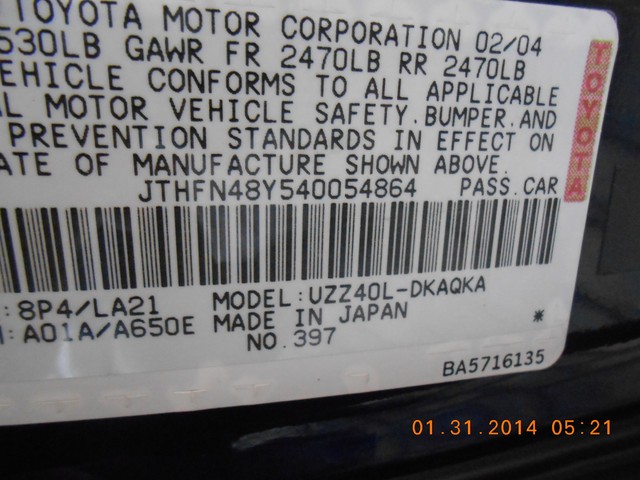 TOYOTA MOTOR CORPORATION 02/04
530LB GAWR FR 2470LB RR 2470LB
EHICLE CONFORMS TO ALL APPLICABLE
L MOTOR VEHICLE SAFETY, BUMPER, AND
PREVENTION STANDARDS IN EFFECT ON
ATE OF MANUFACTURE SHOWN ABOVE.
JTHFN48Y540054864 PASS.CAR
TOYOTA
:8P4/LA21 MODEL:UZZ40L-DKAQKA
:A01A/A650E MADE IN JAPAN *
NO.397
BA5716135
01.31.2014 05:21